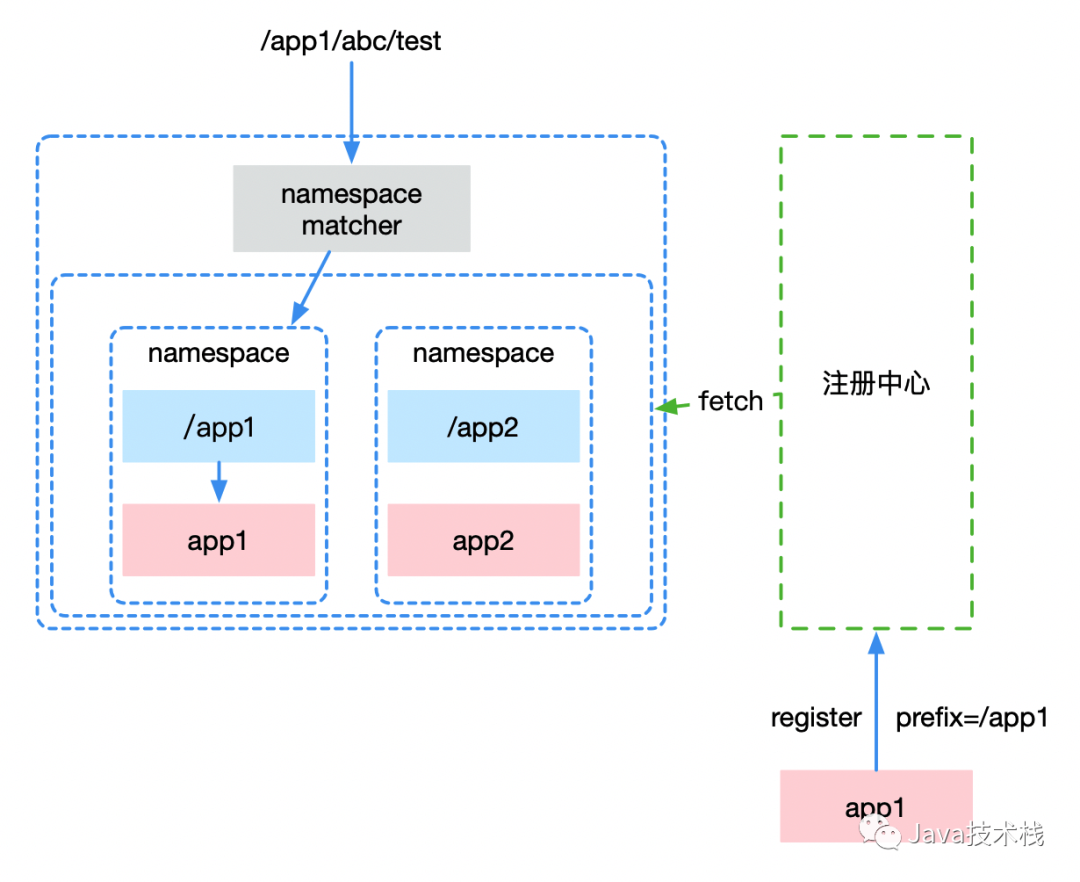 /app1/abc/test
namespace
matcher
namespace
/app1
app1
namespace
/app2
app2
fetch
注册中心
register
prefix=/app1
app1
Java技术栈